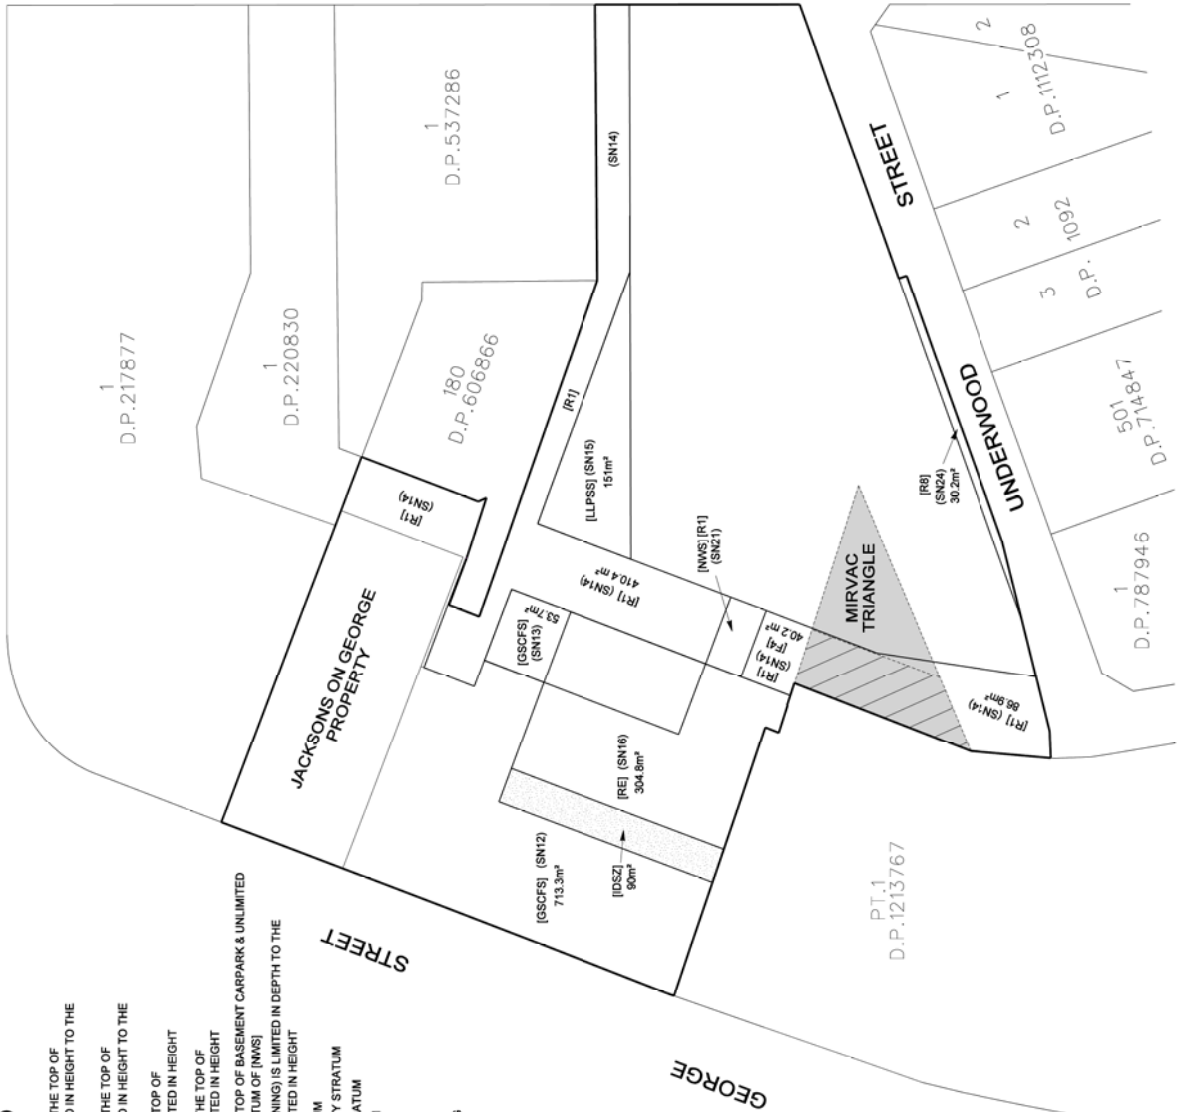 1
D.P.217877
1
D.P.220830
1
D.P.537286
180
D.P.606866
(SN14)
[R1]
[R1]
(SN14)
JACKSONS ON GEORGE
PROPERTY
[LLPSS] (SN15)
151m²
[R1] (SN14)
410.4 m²
[GSCFS]
(SN13)
53.7m²
[NWS] [R1]
(SN21)
[R1]
(SN14)
[F4]
40.2 m²
MIRVAC
TRIANGLE
[R8]
(SN24)
30.2m²
[R1] (SN14)
86.9m²
[RE] (SN16)
304.8m²
[IDSZ]
90m²
[GSCFS] (SN12)
713.3m²
STREET
GEORGE
STREET
UNDERWOOD
2
1
D.P.1112308
2
3
D.P. 1092
501
D.P.714847
1
D.P.787946
PT.1
D.P.1213767
THE TOP OF
D IN HEIGHT TO THE
THE TOP OF
D IN HEIGHT TO THE
TOP OF
TED IN HEIGHT
THE TOP OF
TED IN HEIGHT
TOP OF BASEMENT CARPARK & UNLIMITED
TUM OF [NWS]
NING) IS LIMITED IN DEPTH TO THE
TED IN HEIGHT
Y STRATUM
ATUM